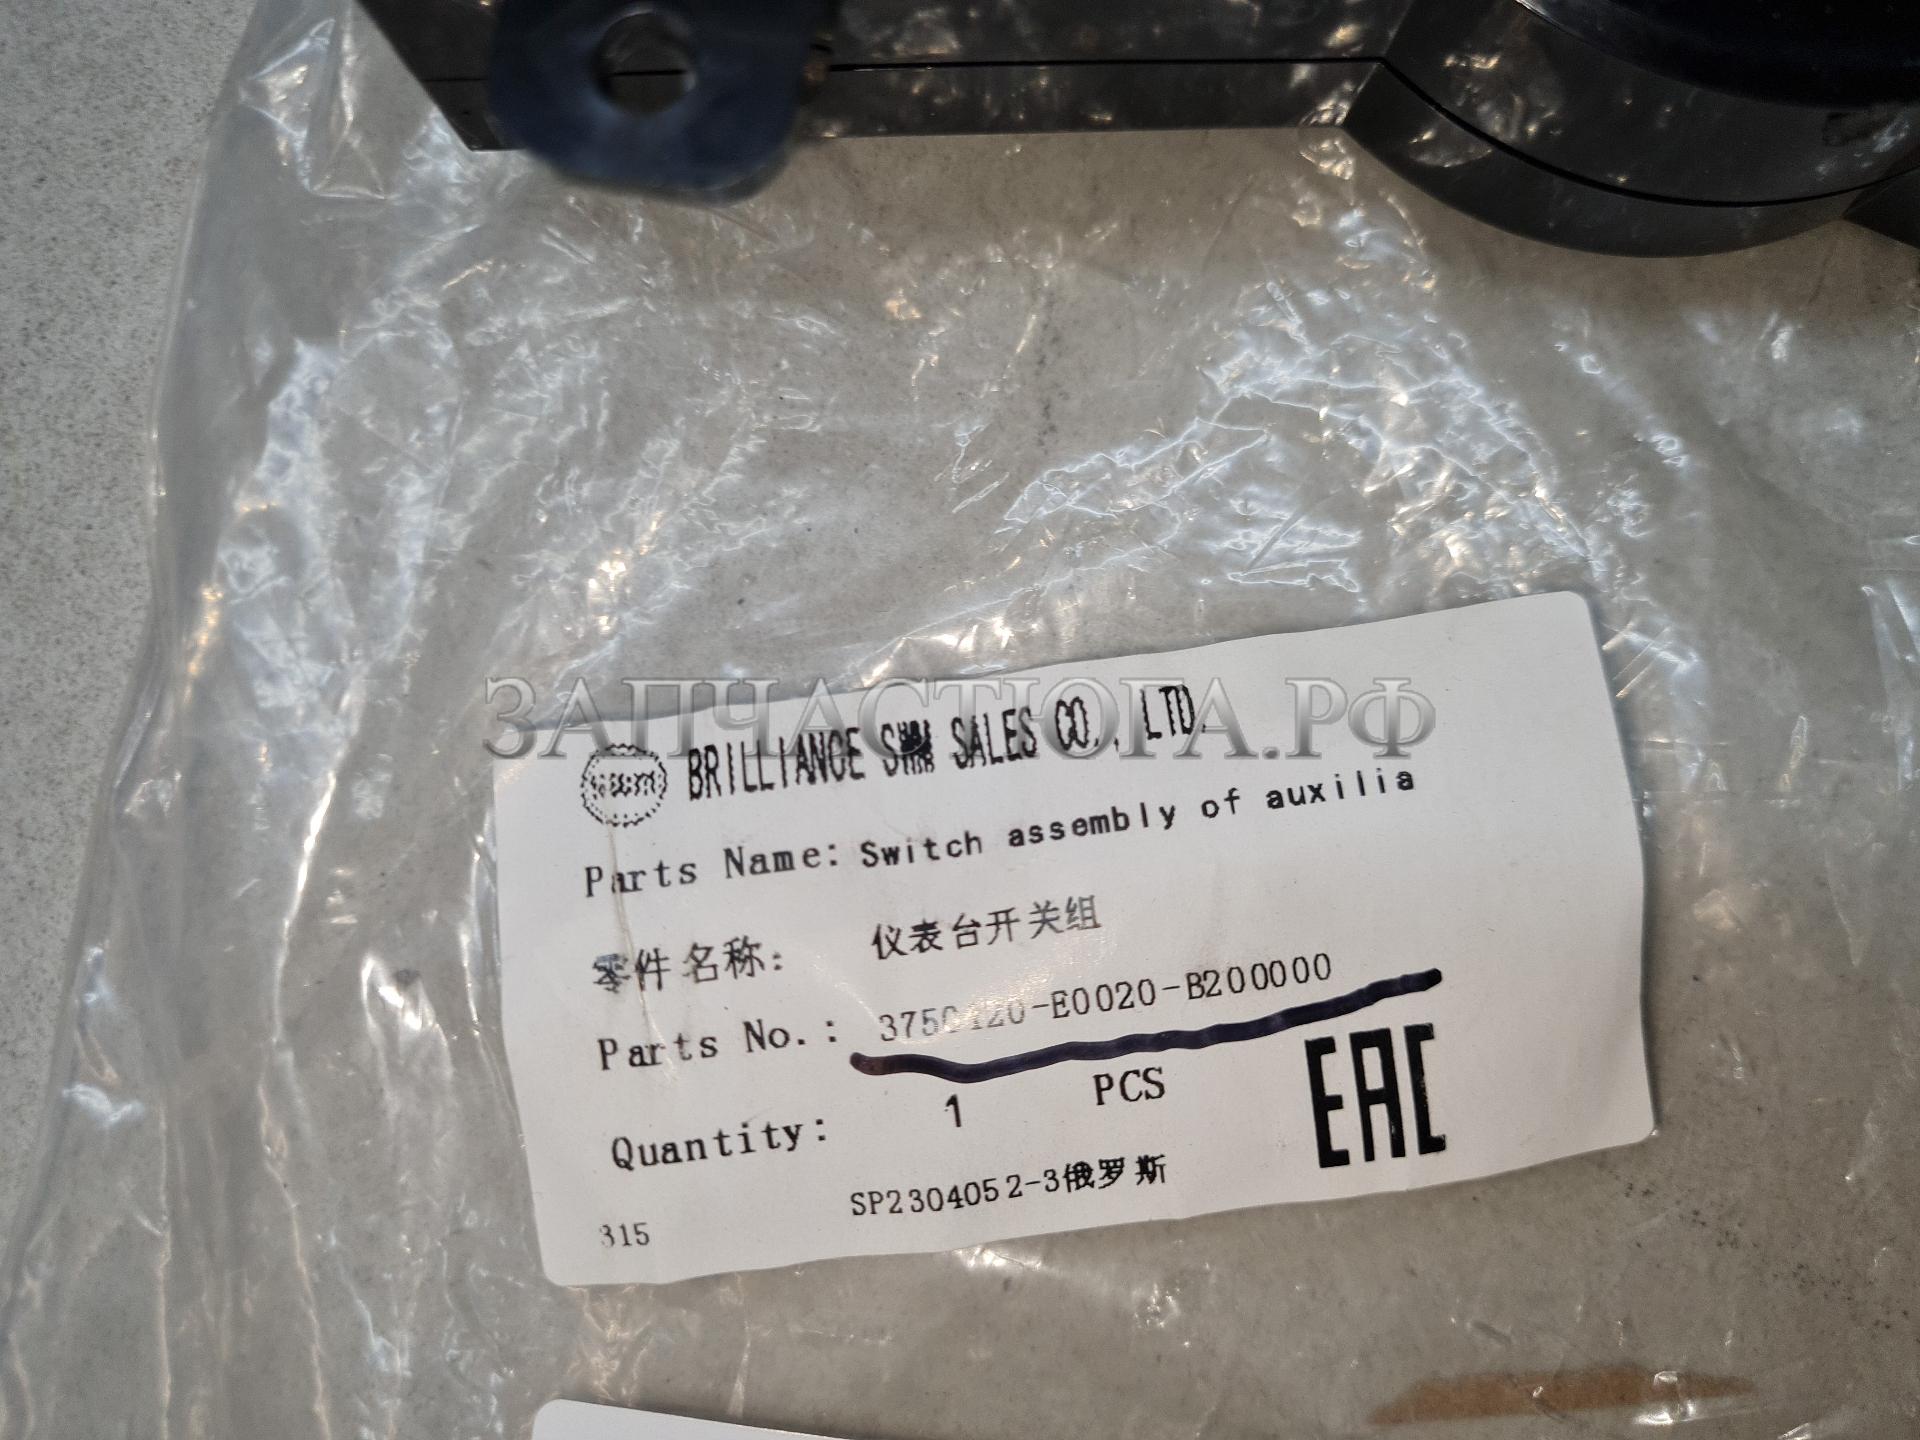 ЗАПЧАСТЮГА.РФ
BRILLIANCE SALES CO., LTD.
Parts Name: Switch assembly of auxilia
零件名称: 仪表台开关组
Parts No.: 3750420-E0020-B200000
Quantity: 1 PCS
EAC
SP2304052-3俄罗斯
315